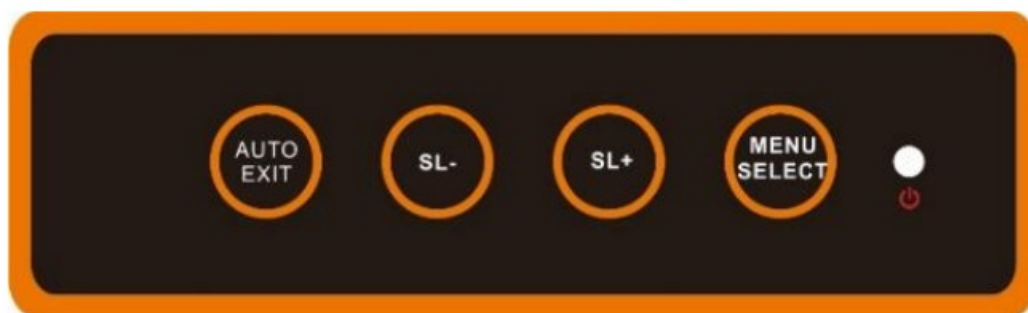 AUTO
EXIT
SL-
SL+
MENU
SELECT